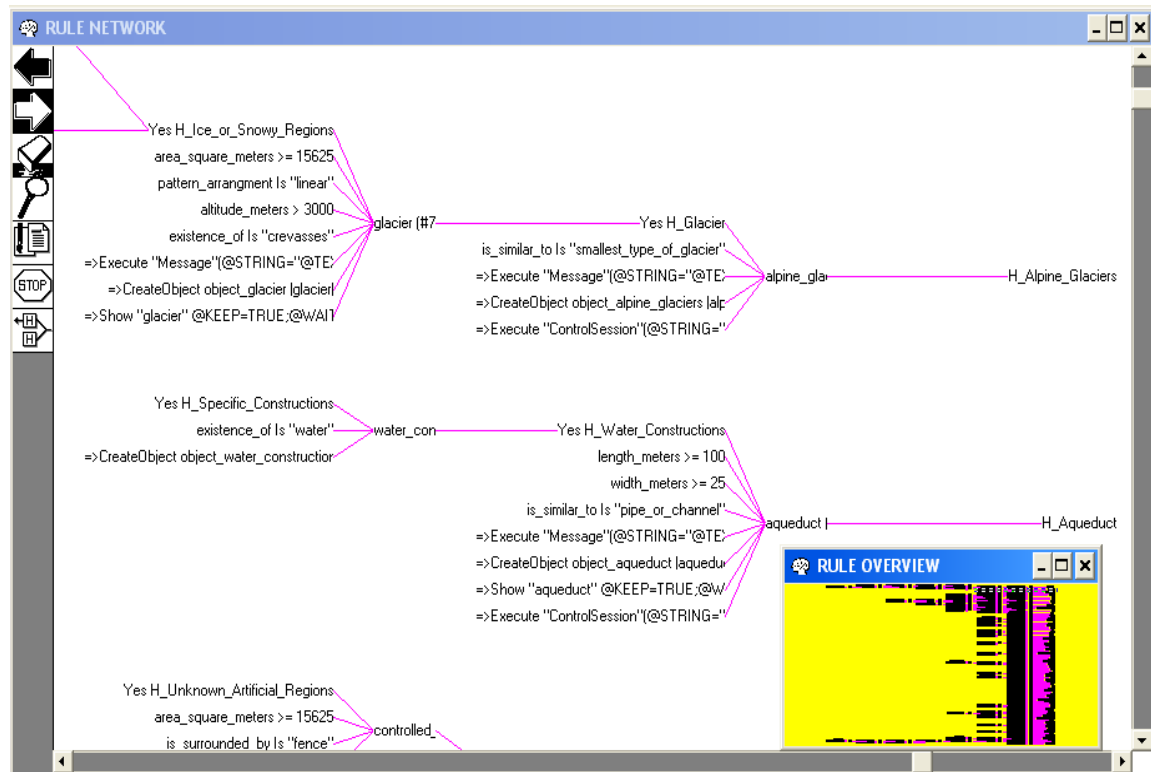 RULE NETWORK
Yes H_Ice_or_Snowy_Regions
area_square_meters >= 15625
pattern_arrangment Is "linear"
altitude_meters > 3000
existence_of Is "crevasses"
=>Execute "Message"(@STRING="@TE
=>CreateObject object_glacier |glacier|
=>Show "glacier" @KEEP=TRUE;@WAIT
glacier (#7
Yes H_Glacier
is_similar_to Is "smallest_type_of_glacier"
=>Execute "Message"(@STRING="@TE
=>CreateObject object_alpine_glaciers |alp
=>Execute "ControlSession"(@STRING="
alpine_gla
H_Alpine_Glaciers
Yes H_Specific_Constructions
existence_of Is "water"
=>CreateObject object_water_construction
water_con
Yes H_Water_Constructions
length_meters >= 100
width_meters >= 25
is_similar_to Is "pipe_or_channel"
=>Execute "Message"(@STRING="@TE
=>CreateObject object_aqueduct |aquedu
=>Show "aqueduct" @KEEP=TRUE;@W
=>Execute "ControlSession"(@STRING="
aqueduct |
H_Aqueduct
Yes H_Unknown_Artificial_Regions
area_square_meters >= 15625
is_surrounded_by Is "fence"
controlled_
STOP
H
H
RULE OVERVIEW